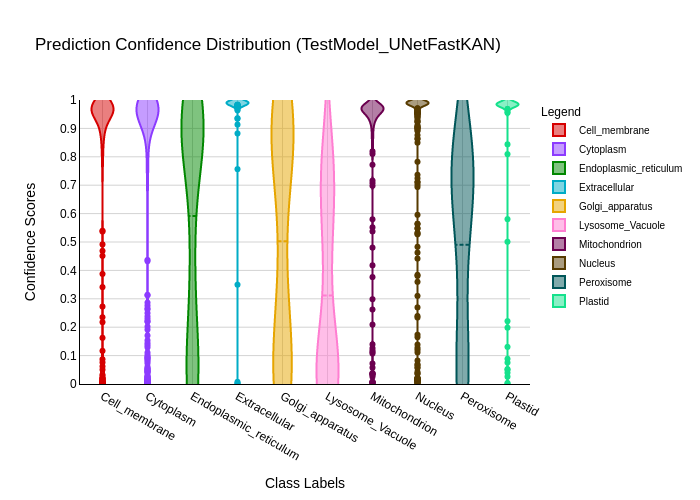 Prediction Confidence Distribution (TestModel_UNetFastKAN)
Confidence Scores
1
0.9
0.8
0.7
0.6
0.5
0.4
0.3
0.2
0.1
0
Cell_membrane
Cytoplasm
Endoplasmic_reticulum
Extracellular
Golgi_apparatus
Lysosome_Vacuole
Mitochondrion
Nucleus
Peroxisome
Plastid
Class Labels
Legend
Cell_membrane
Cytoplasm
Endoplasmic_reticulum
Extracellular
Golgi_apparatus
Lysosome_Vacuole
Mitochondrion
Nucleus
Peroxisome
Plastid